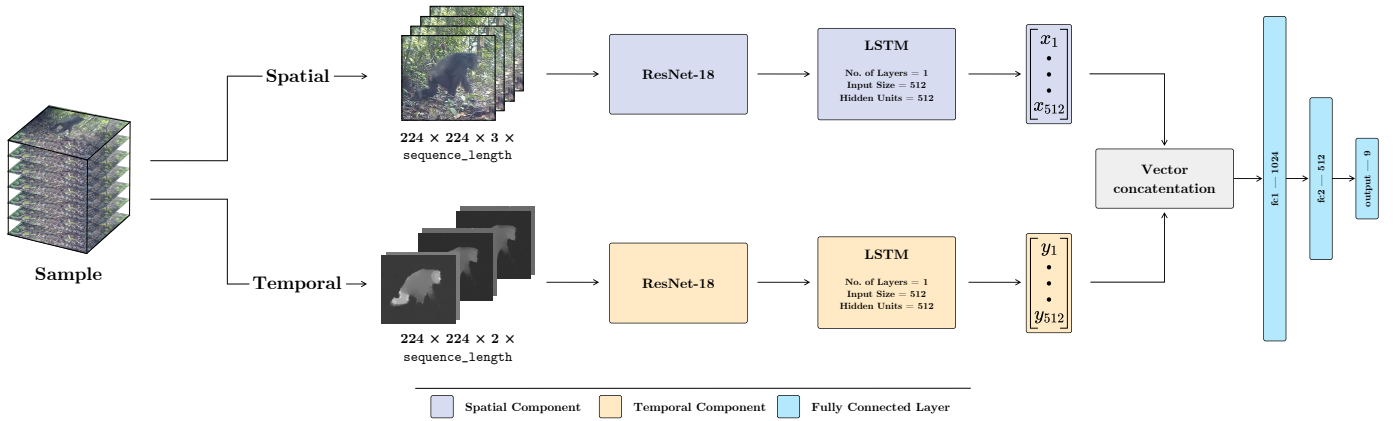 Sample
Spatial
224 × 224 × 3 ×
sequence_length
ResNet-18
LSTM
No. of Layers = 1
Input Size = 512
Hidden Units = 512
x1
x512
Temporal
224 × 224 × 2 ×
sequence_length
ResNet-18
LSTM
No. of Layers = 1
Input Size = 512
Hidden Units = 512
y1
y512
Vector
concatentation
fc1 — 1024
fc2 — 512
output — 9
Spatial Component
Temporal Component
Fully Connected Layer